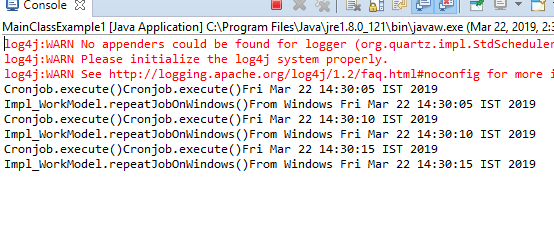 Console
MainClassExample1 [Java Application] C:\Program Files\Java\jre1.8.0_121\bin\javaw.exe (Mar 22, 2019, 2:3
log4j:WARN No appenders could be found for logger (org.quartz.impl.StdScheduler
log4j:WARN Please initialize the log4j system properly.
log4j:WARN See http://logging.apache.org/log4j/1.2/faq.html#noconfig for more i
Cronjob.execute()Cronjob.execute()Fri Mar 22 14:30:05 IST 2019
Impl_WorkModel.repeatJobOnWindows()From Windows Fri Mar 22 14:30:05 IST 2019
Cronjob.execute()Cronjob.execute()Fri Mar 22 14:30:10 IST 2019
Impl_WorkModel.repeatJobOnWindows()From Windows Fri Mar 22 14:30:10 IST 2019
Cronjob.execute()Cronjob.execute()Fri Mar 22 14:30:15 IST 2019
Impl_WorkModel.repeatJobOnWindows()From Windows Fri Mar 22 14:30:15 IST 2019